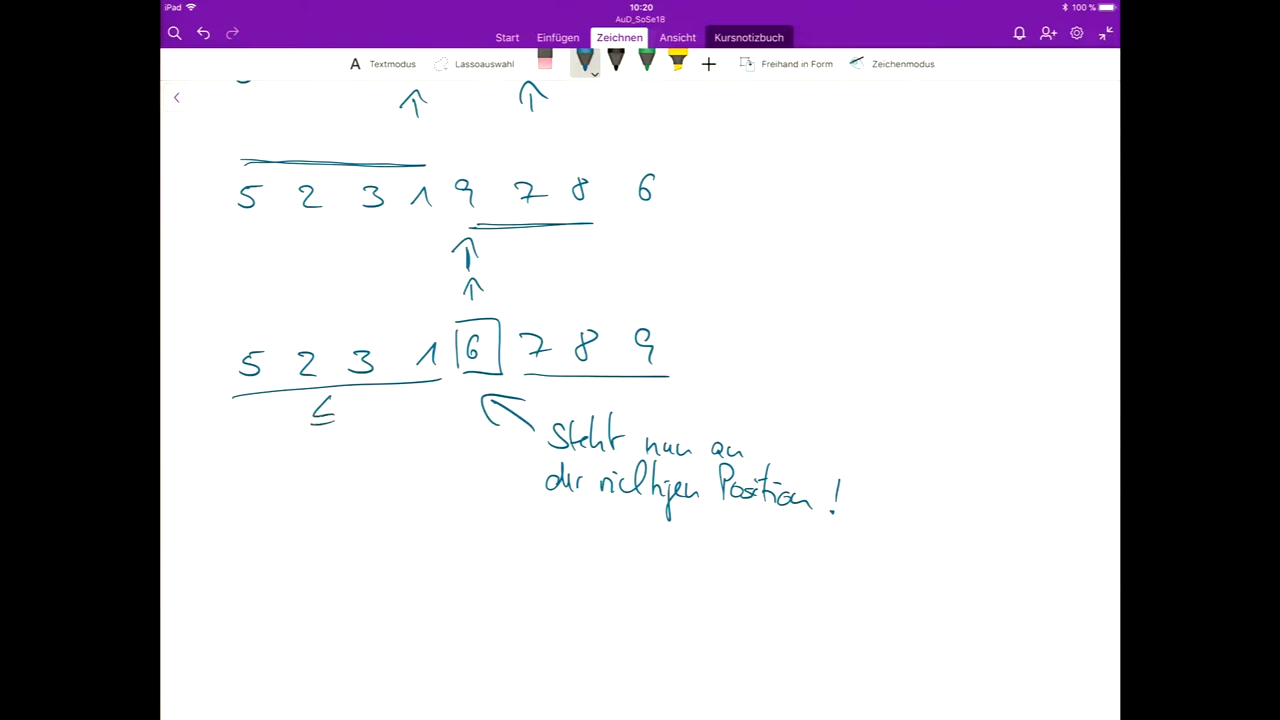 iPad 10:20 100 %
AuD_SoSe18
Start Einfügen Zeichnen Ansicht Kursnotizbuch
A Textmodus Lassoauswahl Freihand in Form Zeichenmodus
5 2 3 1 9 7 8 6
5 2 3 1 6 7 8 9
≤
Steht nun an
der richtigen Position !